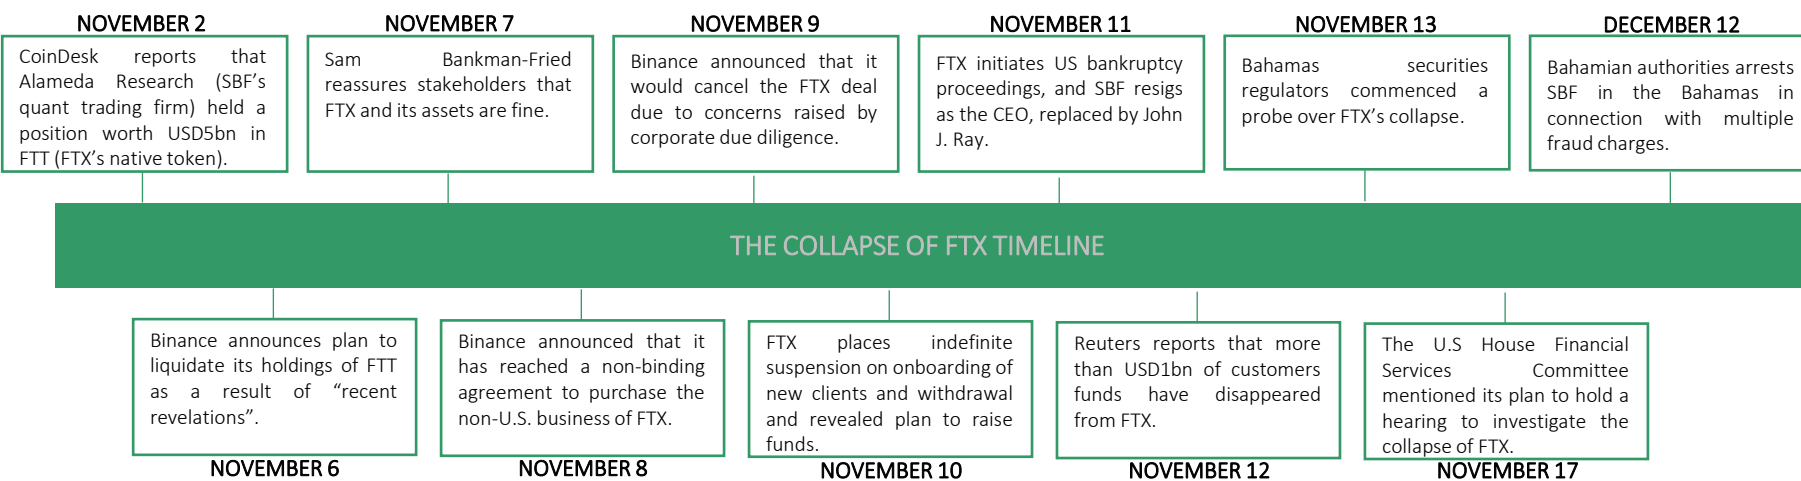 NOVEMBER 2
CoinDesk reports that
Alameda Research (SBF's
quant trading firm) held a
position worth USD5bn in
FTT (FTX's native token).
NOVEMBER 7
Sam Bankman-Fried
reassures stakeholders that
FTX and its assets are fine.
NOVEMBER 9
Binance announced that it
would cancel the FTX deal
due to concerns raised by
corporate due diligence.
NOVEMBER 11
FTX initiates US bankruptcy
proceedings, and SBF resigs
as the CEO, replaced by John
J. Ray.
NOVEMBER 13
Bahamas securities
regulators commenced a
probe over FTX's collapse.
DECEMBER 12
Bahamian authorities arrests
SBF in the Bahamas in
connection with multiple
fraud charges.
THE COLLAPSE OF FTX TIMELINE
Binance announces plan to
liquidate its holdings of FTT
as a result of “recent
revelations”.
NOVEMBER 6
Binance announced that it
has reached a non-binding
agreement to purchase the
non-U.S. business of FTX.
NOVEMBER 8
FTX places indefinite
suspension on onboarding of
new clients and withdrawal
and revealed plan to raise
funds.
NOVEMBER 10
Reuters reports that more
than USD1bn of customers
funds have disappeared
from FTX.
NOVEMBER 12
The U.S House Financial
Services Committee
mentioned its plan to hold a
hearing to investigate the
collapse of FTX.
NOVEMBER 17